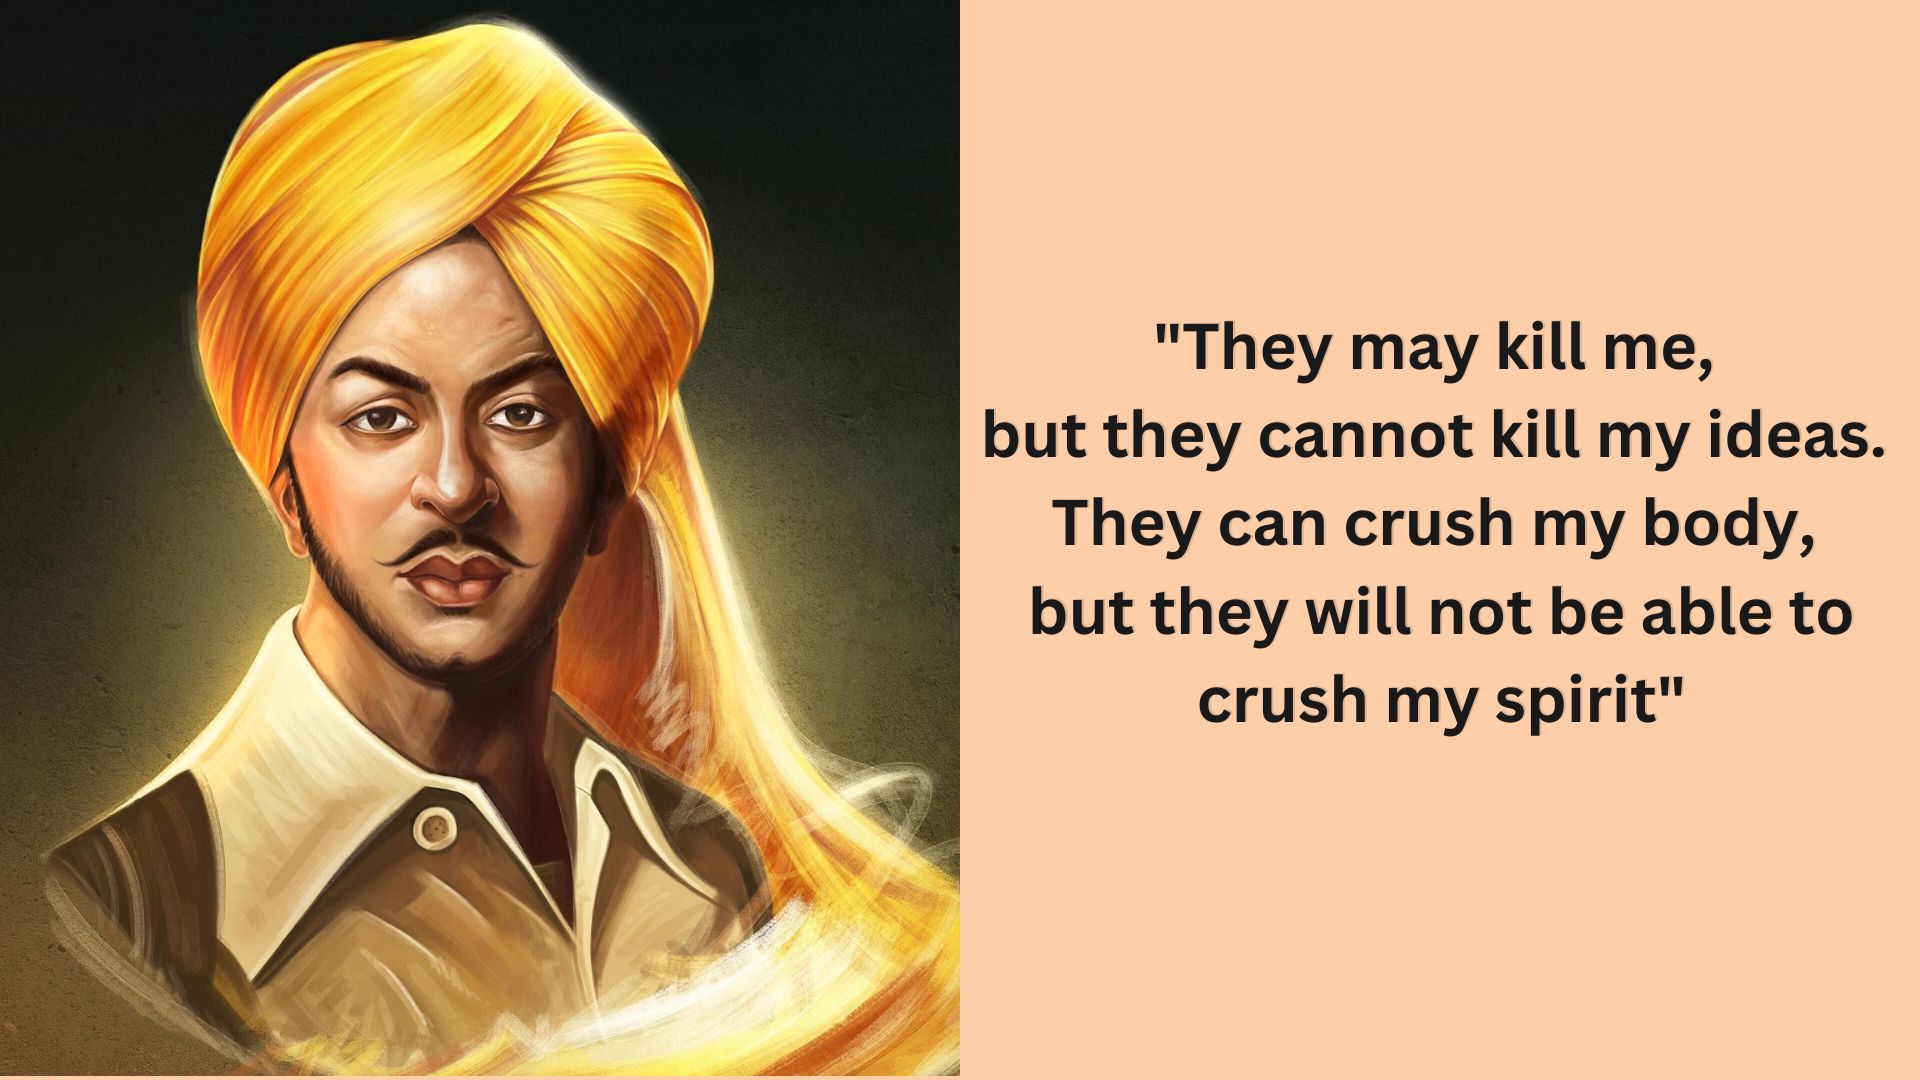 "They may kill me,
but they cannot kill my ideas.
They can crush my body,
but they will not be able to
crush my spirit"